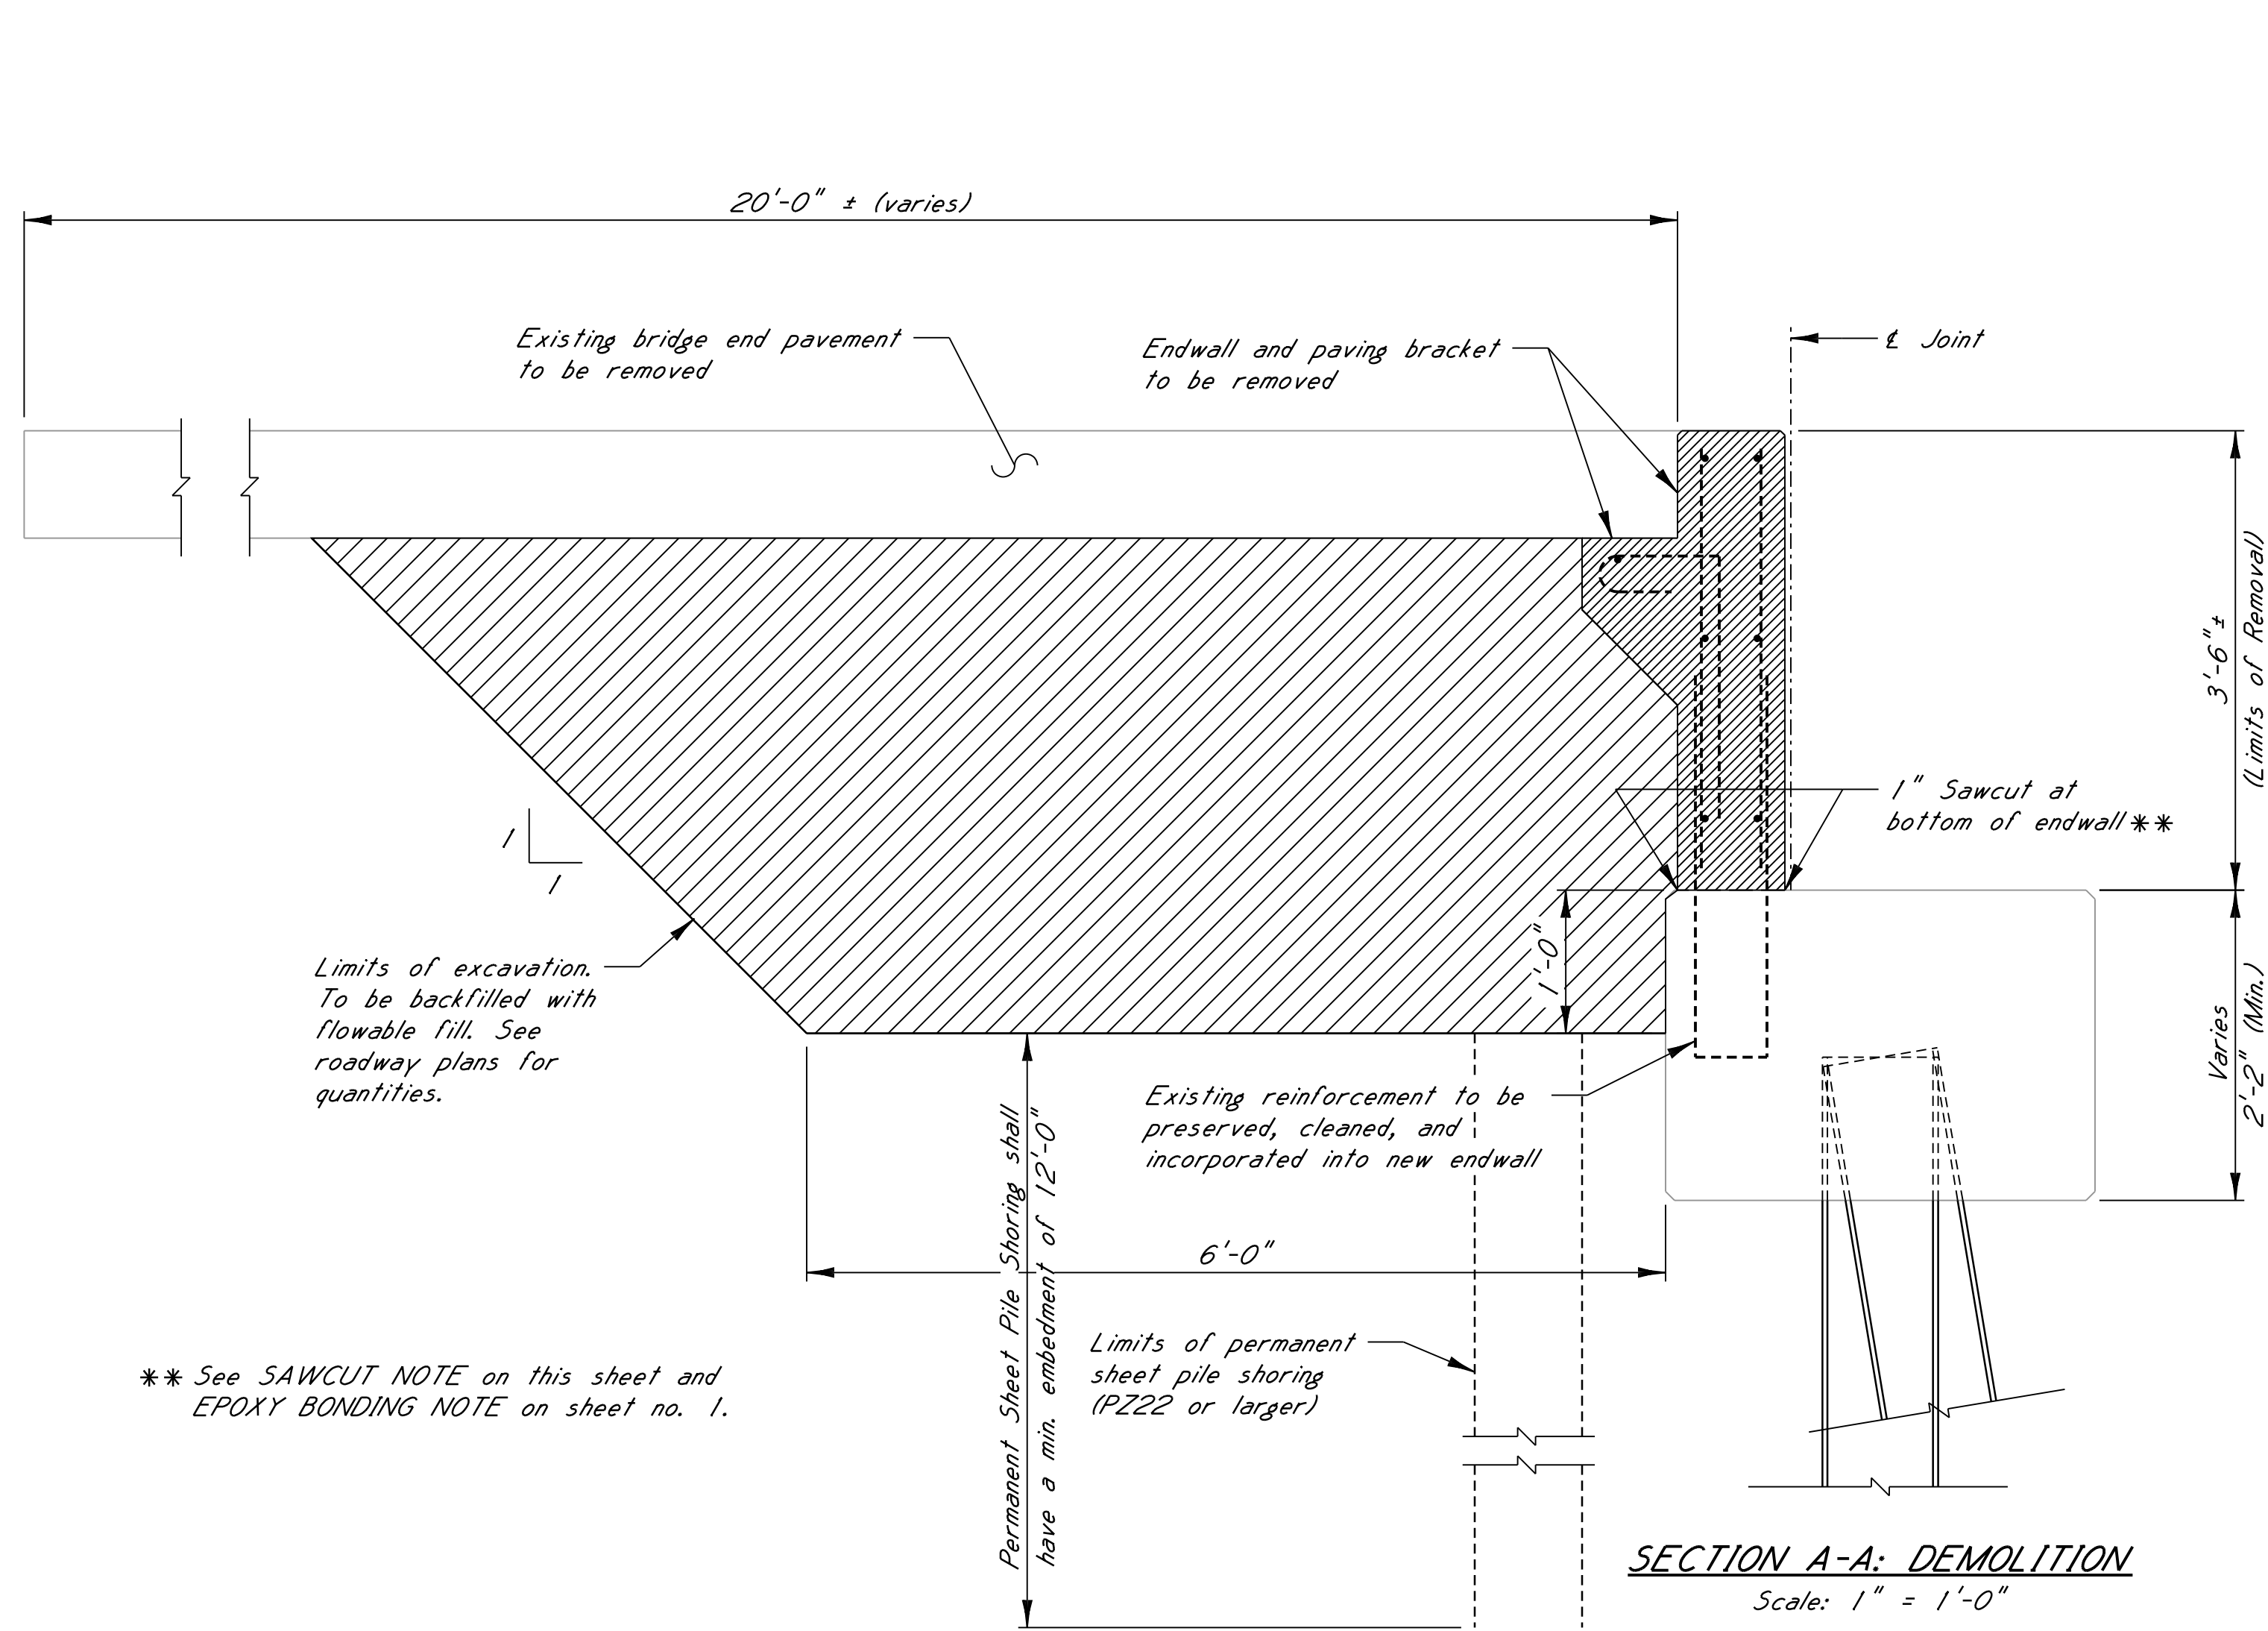 20'-0" ± (varies)
Existing bridge end pavement
to be removed
Endwall and paving bracket
to be removed
℄ Joint
3'-6"±
(Limits of Removal)
1" Sawcut at
bottom of endwall**
1
1
1'-0"
Limits of excavation.
To be backfilled with
flowable fill. See
roadway plans for
quantities.
Varies
2'-2" (Min.)
Existing reinforcement to be
preserved, cleaned, and
incorporated into new endwall
Permanent Sheet Pile Shoring shall
have a min. embedment of 12'-0"
6'-0"
Limits of permanent
sheet pile shoring
(PZ22 or larger)
** See SAWCUT NOTE on this sheet and
EPOXY BONDING NOTE on sheet no. 1.
SECTION A-A: DEMOLITION
Scale: 1" = 1'-0"